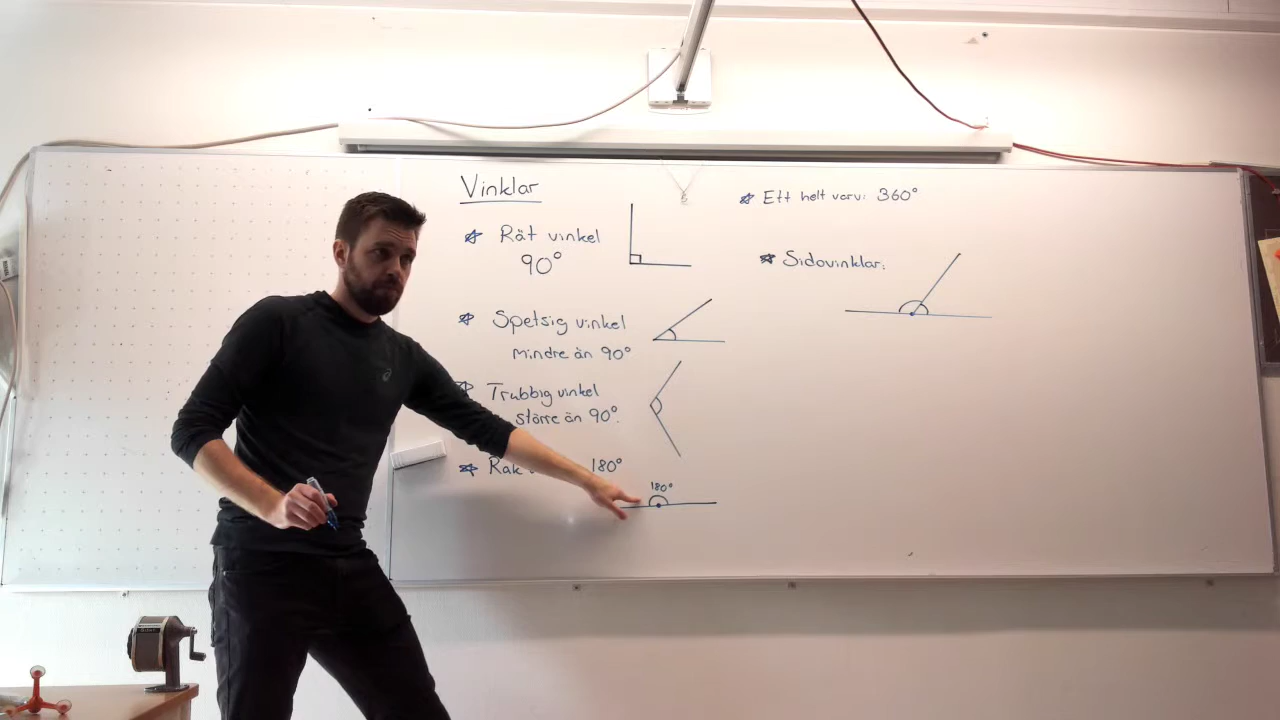 Vinklar
☆ Rät vinkel
90°
☆ Spetsig vinkel
mindre än 90°
☆ Trubbig vinkel
större än 90°.
☆ Rak 180°
180°
☆ Ett helt varv: 360°
☆ Sidovinklar: